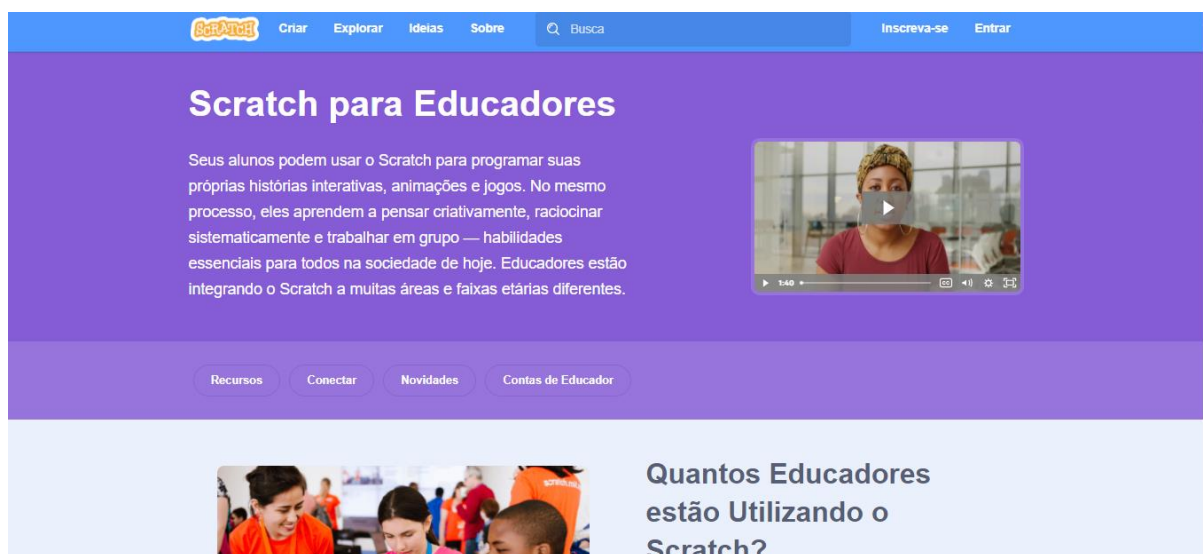 SCRATCH Criar Explorar Ideias Sobre Busca Inscreva-se Entrar
Scratch para Educadores
Seus alunos podem usar o Scratch para programar suas
próprias histórias interativas, animações e jogos. No mesmo
processo, eles aprendem a pensar criativamente, raciocinar
sistematicamente e trabalhar em grupo — habilidades
essenciais para todos na sociedade de hoje. Educadores estão
integrando o Scratch a muitas áreas e faixas etárias diferentes.
1:40 CC
Recursos Conectar Novidades Contas de Educador
Quantos Educadores
estão Utilizando o
Scratch?